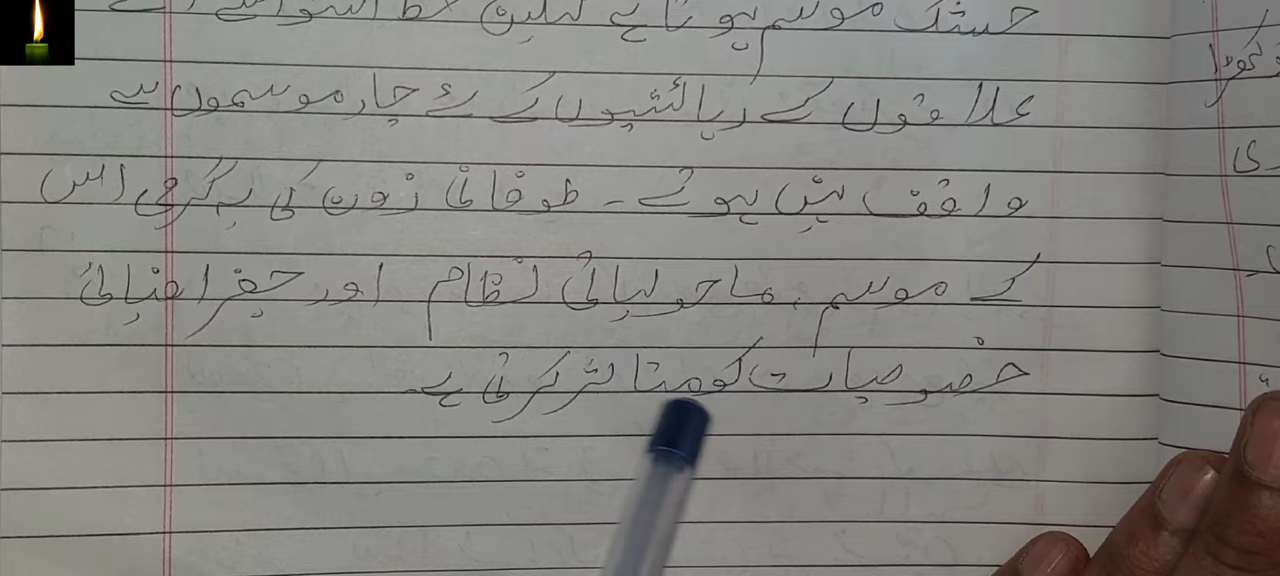 خشک موسم ہوتا ہے لیکن خط استوا کے
علاقوں کے رہائشیوں کے لئے چار موسموں سے
واقف نہیں ہوتے ۔ طوفانی زون کی یہ گرمی اس
کے موسم، ماحولیاتی نظام اور جغرافیائی
خصوصیات کو متاثر کرتی ہے۔